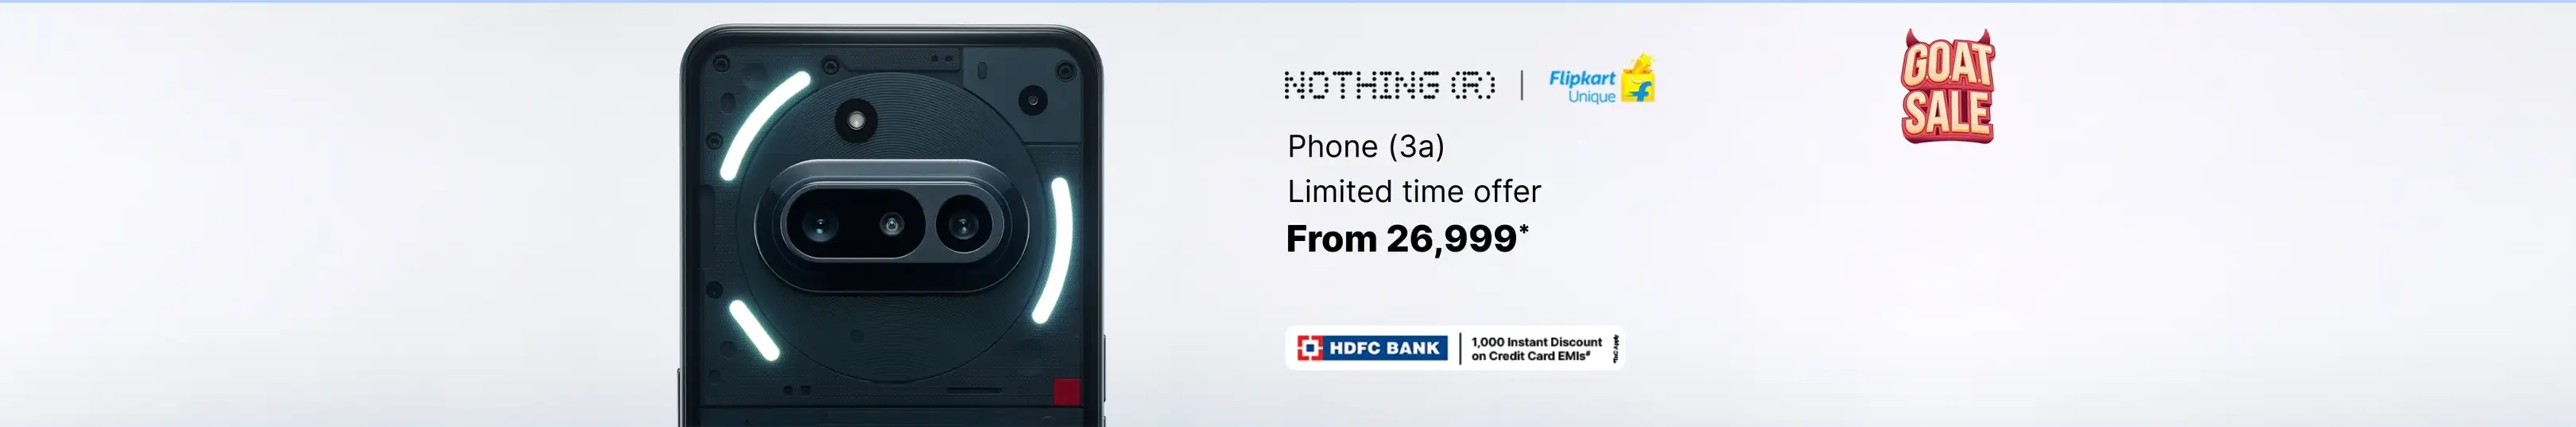 NOTHING (R)
Flipkart
Unique
GOAT
SALE
Phone (3a)
Limited time offer
From 26,999*
HDFC BANK
1,000 Instant Discount
on Credit Card EMIs#
*T&C Apply